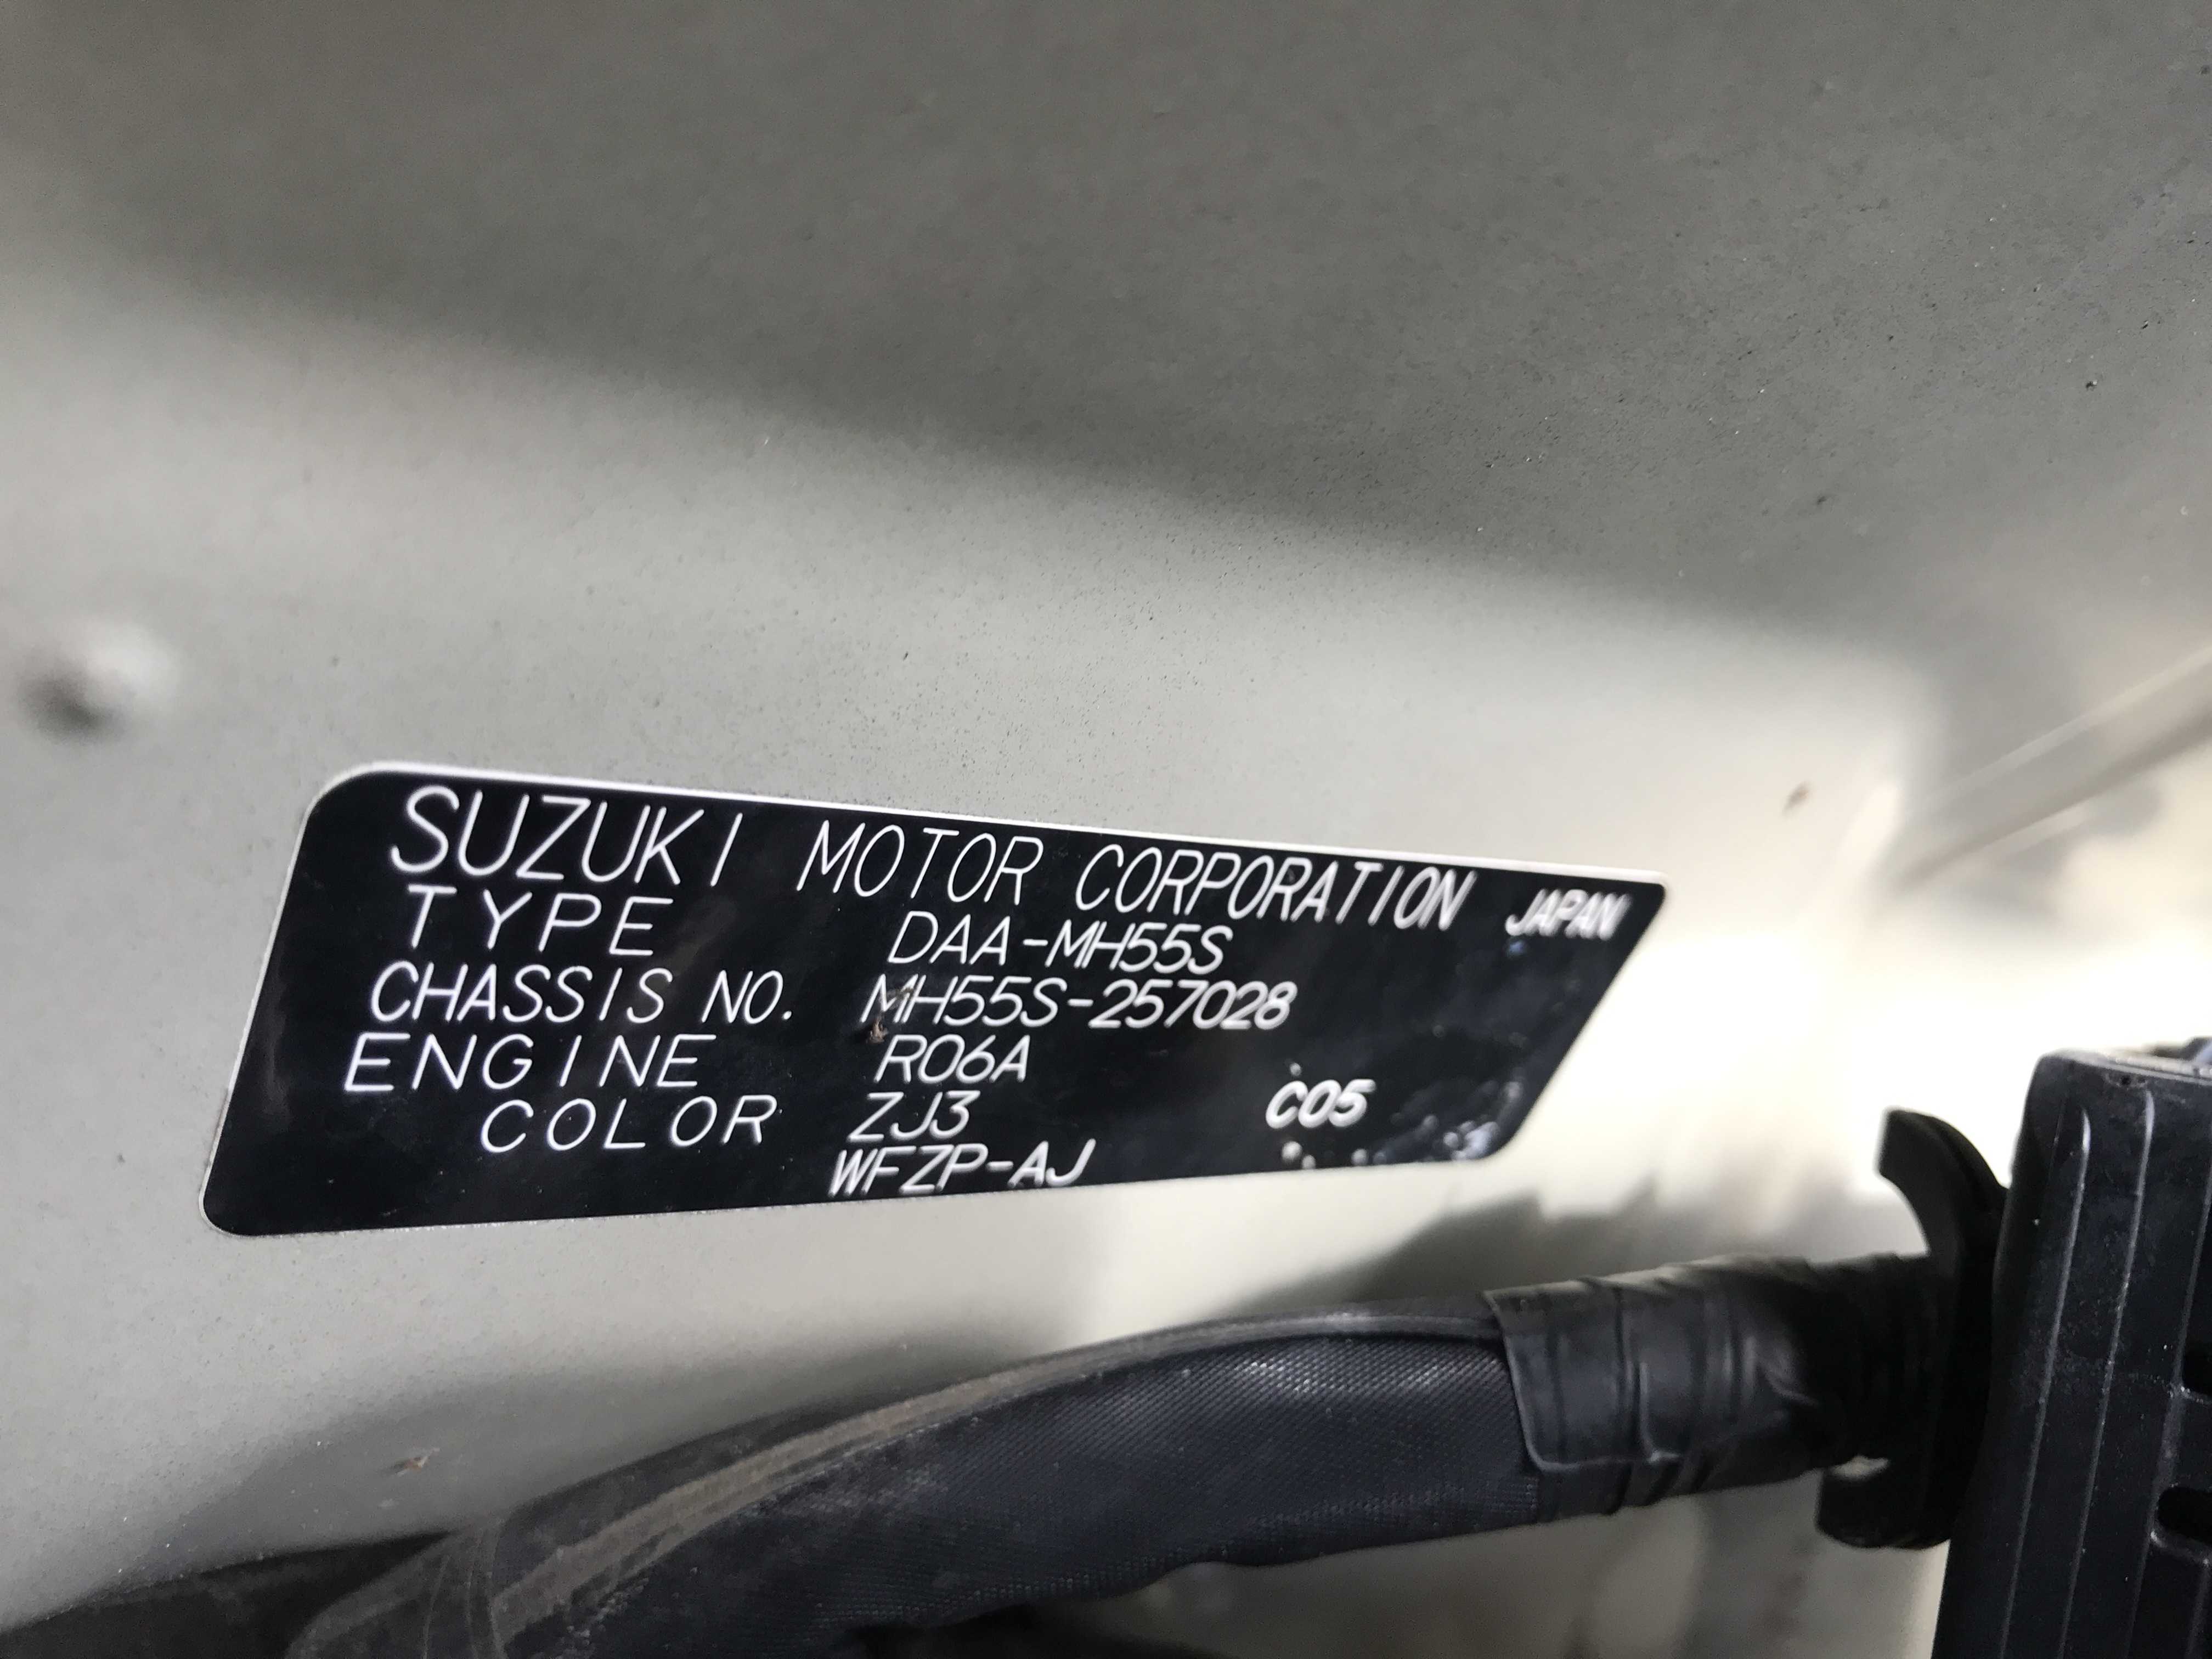 SUZUKI MOTOR CORPORATION JAPAN
TYPE DAA-MH55S
CHASSIS NO. MH55S-257028
ENGINE R06A
COLOR ZJ3 C05
WFZP-AJ